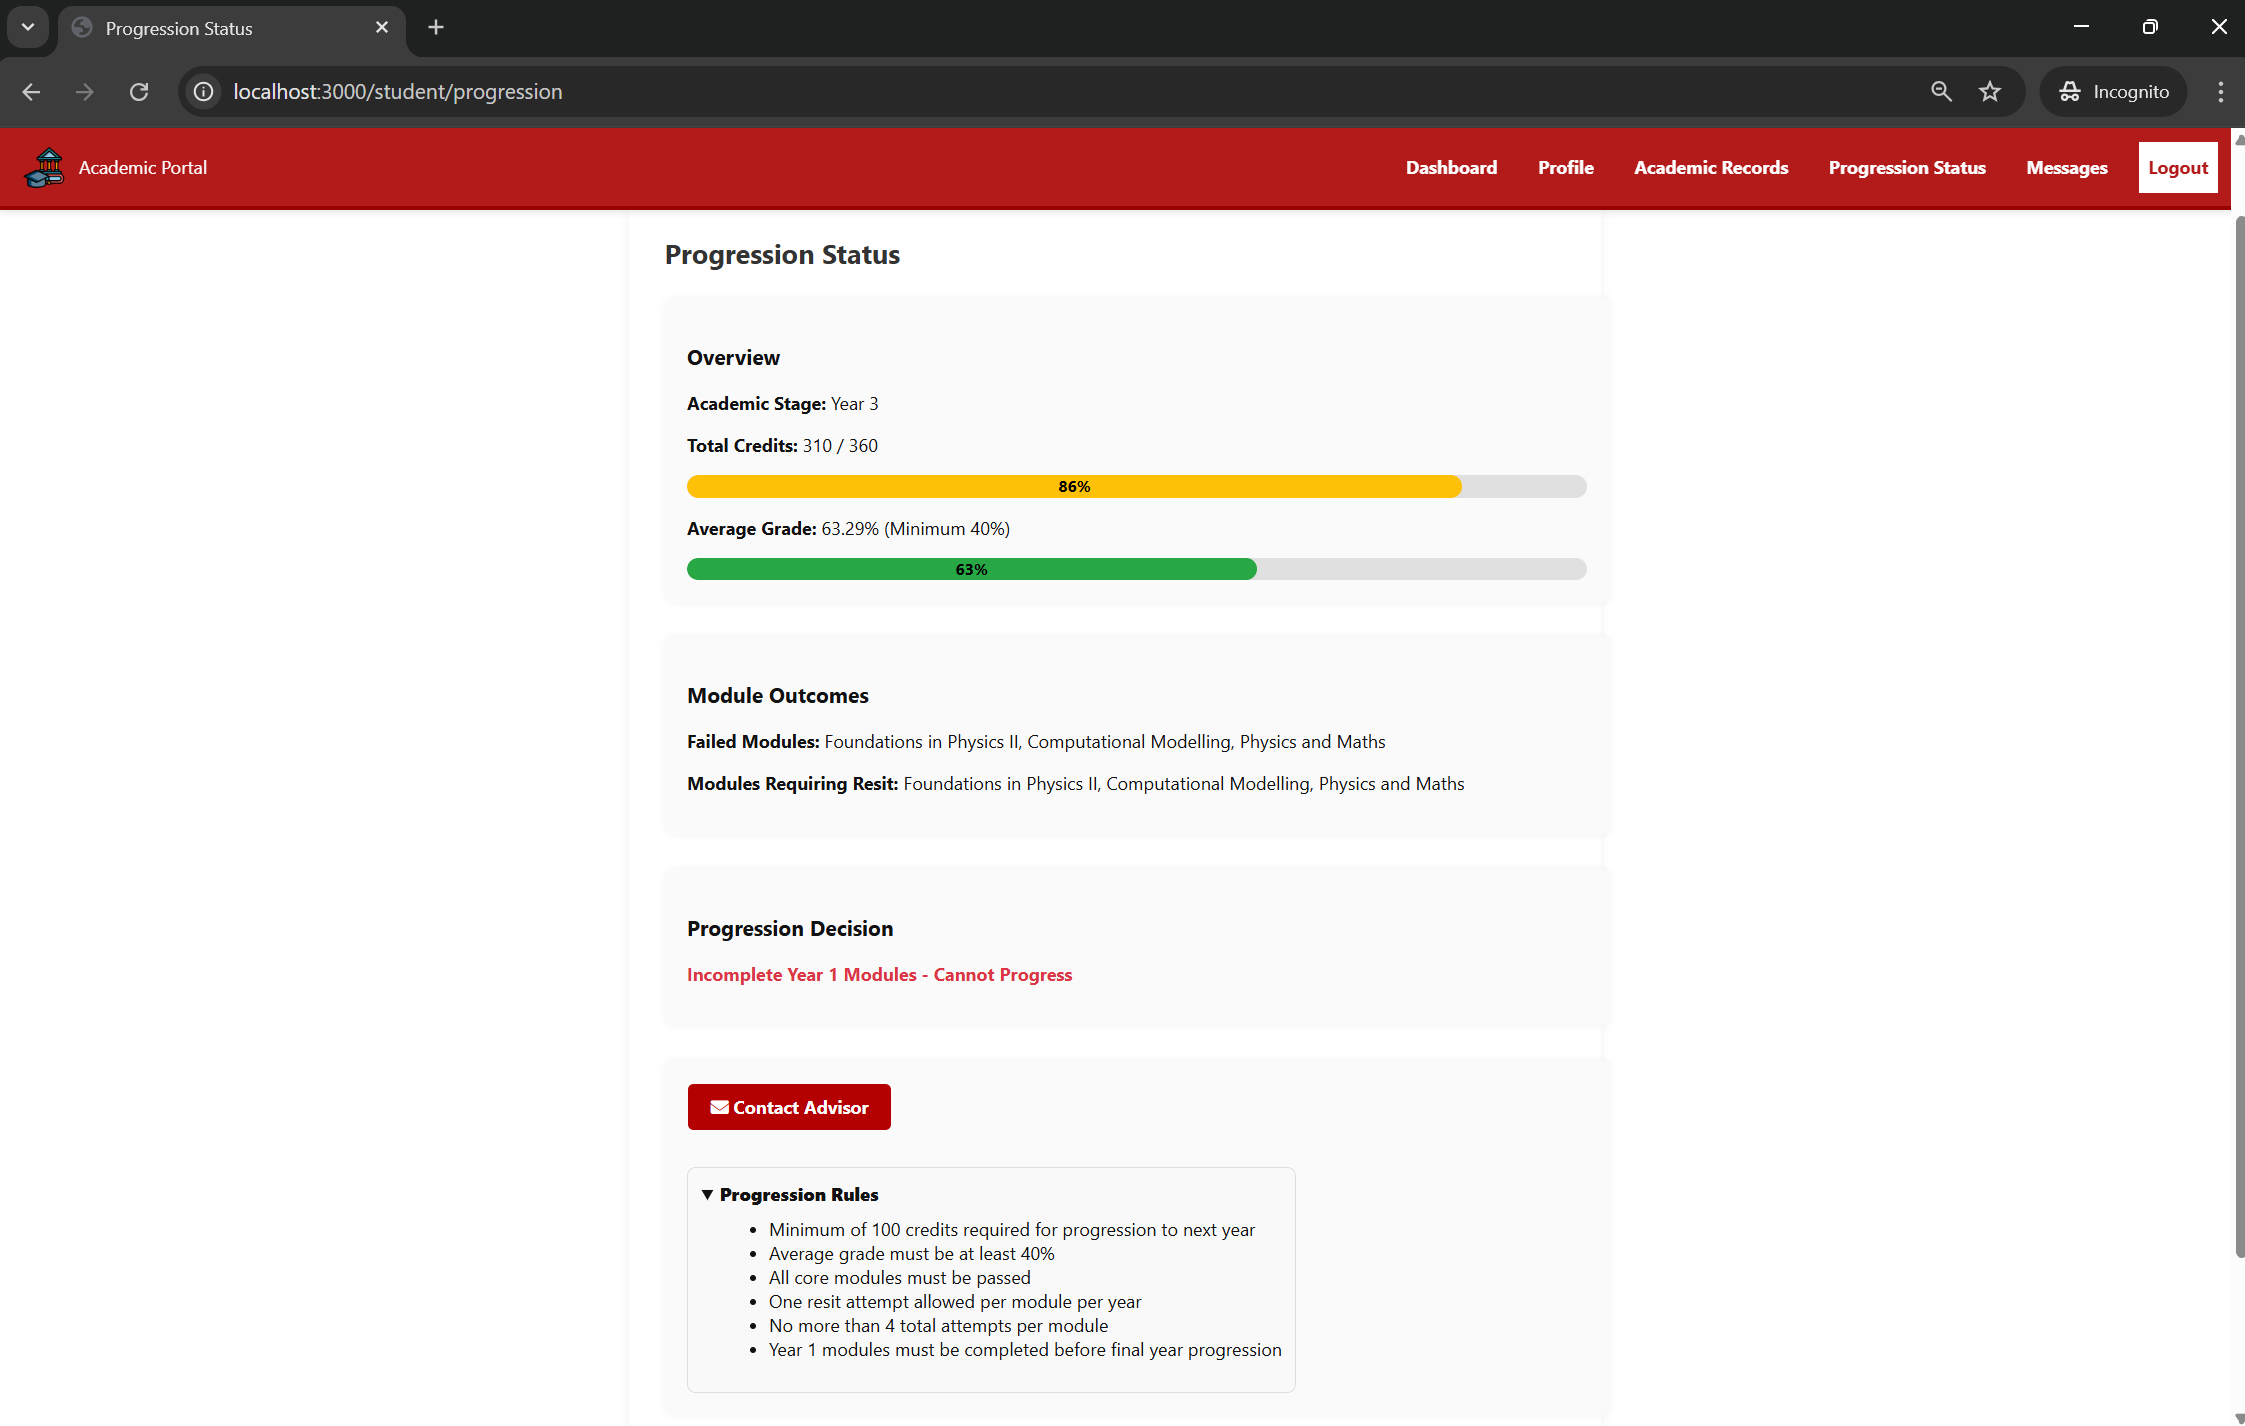 Progression Status
localhost:3000/student/progression
Incognito
Academic Portal
Dashboard
Profile
Academic Records
Progression Status
Messages
Logout
Progression Status
Overview
Academic Stage: Year 3
Total Credits: 310 / 360
86%
Average Grade: 63.29% (Minimum 40%)
63%
Module Outcomes
Failed Modules: Foundations in Physics II, Computational Modelling, Physics and Maths
Modules Requiring Resit: Foundations in Physics II, Computational Modelling, Physics and Maths
Progression Decision
Incomplete Year 1 Modules - Cannot Progress
Contact Advisor
Progression Rules
Minimum of 100 credits required for progression to next year
Average grade must be at least 40%
All core modules must be passed
One resit attempt allowed per module per year
No more than 4 total attempts per module
Year 1 modules must be completed before final year progression